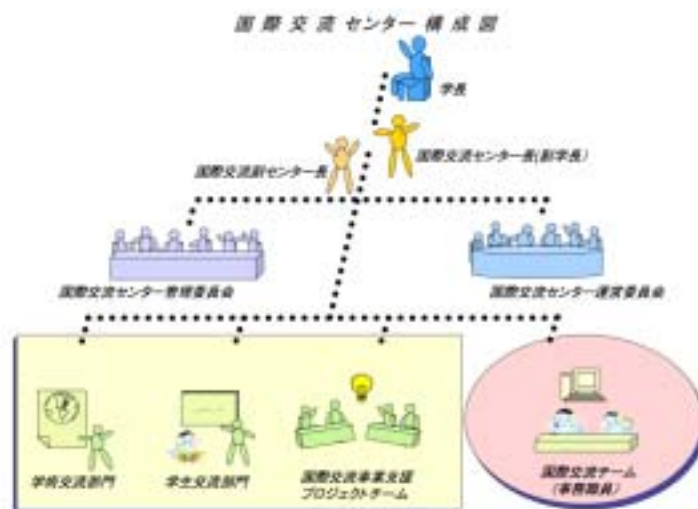 国際交流センター構成図
学長
国際交流副センター長
国際交流センター長(副学長)
国際交流センター管理委員会
国際交流センター運営委員会
学術交流部門
学生交流部門
国際交流事業支援
プロジェクトチーム
国際交流チーム
(事務職員)